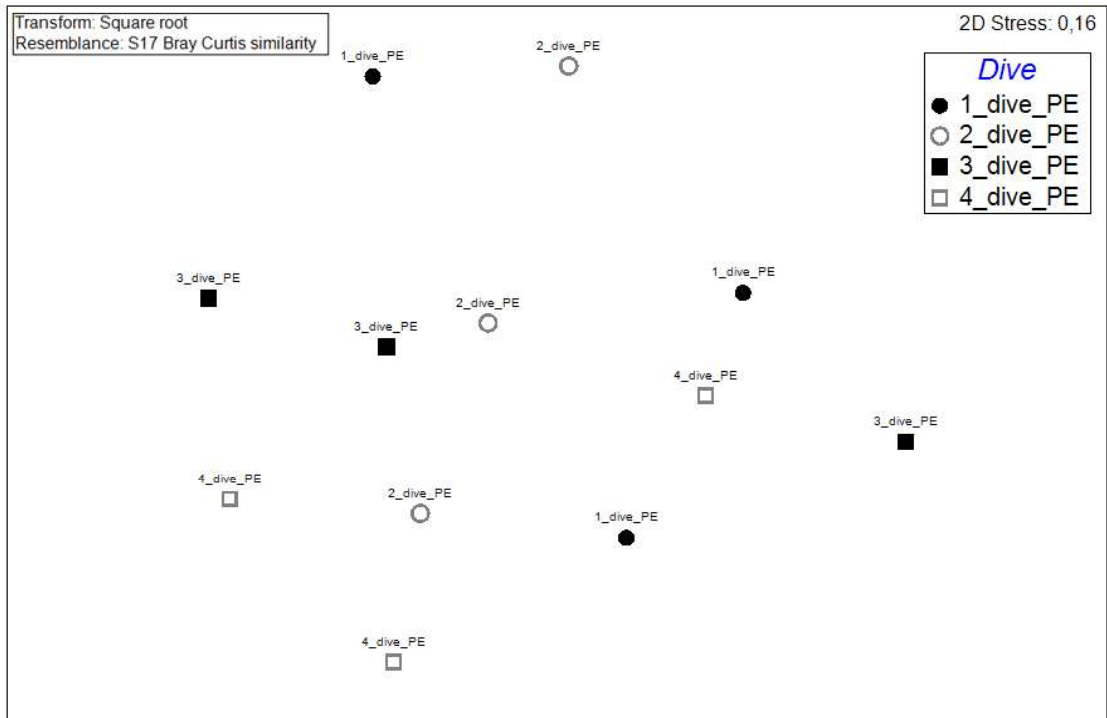 Transform: Square root
Resemblance: S17 Bray Curtis similarity
2D Stress: 0,16
Dive
1_dive_PE
2_dive_PE
3_dive_PE
4_dive_PE
1_dive_PE
2_dive_PE
3_dive_PE
1_dive_PE
2_dive_PE
3_dive_PE
4_dive_PE
3_dive_PE
4_dive_PE
2_dive_PE
1_dive_PE
4_dive_PE